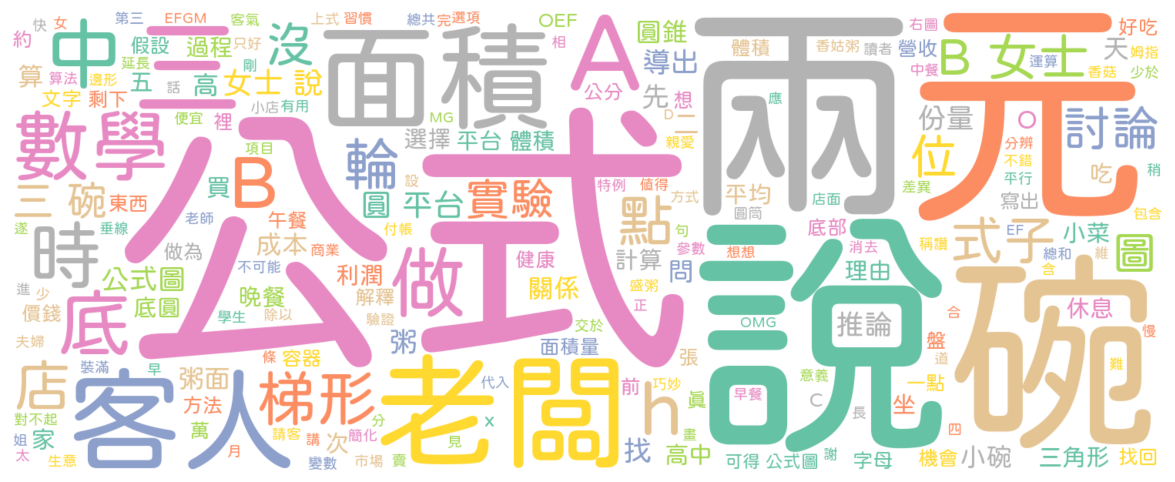 快 女 第三 EFGM 客氣 上式 習慣 總共 完 選項 OEF 相 A 兩 右圖 香姑粥 讀者 營收 元 好吃
約 中 三 延長 只好 剛 沒 面積 圓錐 體積 中餐 B 女士 天 運算 姆指
算 算法 邊形 假設 過程 五 話 高 女士 說 公分 導出 先 想 應 香菇 少於
文字 剩下 小店 有用 MG 選擇 平台 體積 二 D 親愛 份量 O 分辨 討論
數學 二 便宜 裡 公式 不錯 平行 吃 稍
項目 輪 設 特例 值得 方式 平均 位 差異 寫出
三 碗 東西 買 B 圓 平台 實驗 點 圓筒 店面 包含
老師 午餐 付帳 句 底部 式子 EF 小菜
遂 垂線 時 做為 成本 商業 做 健康 計算 參數 問 想想 消去 稱讚 總和 圖
進 少 公式圖 不可能 利潤 關係 理由 說 含 維
價錢 底 底圓 晚餐 解釋 正 碗 休息
學生 除以 驗證 盛粥 OMG 推論 合
夫婦 粥 交於 張 盤 慢
店 裝滿 條 容器 面積量 道
早 粥面 客人 梯形 老闆 代入 前 巧妙 早餐 意義 一點 難
對不起 萬 方法 簡化 x h 真 C 長 坐 四
姐 家 請客 講 次 分 見 畫
太 生意 月 變數 市場 賣 找 高中 可得 公式圖 謝 字母 機會 小碗 三角形 找回